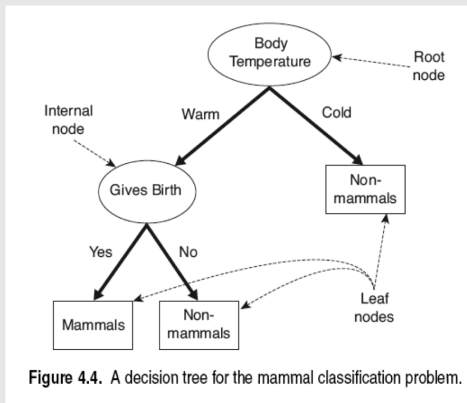 Body
Temperature
Root
node
Internal
node
Warm
Cold
Gives Birth
Non-
mammals
Yes
No
Mammals
Non-
mammals
Leaf
nodes
Figure 4.4. A decision tree for the mammal classification problem.